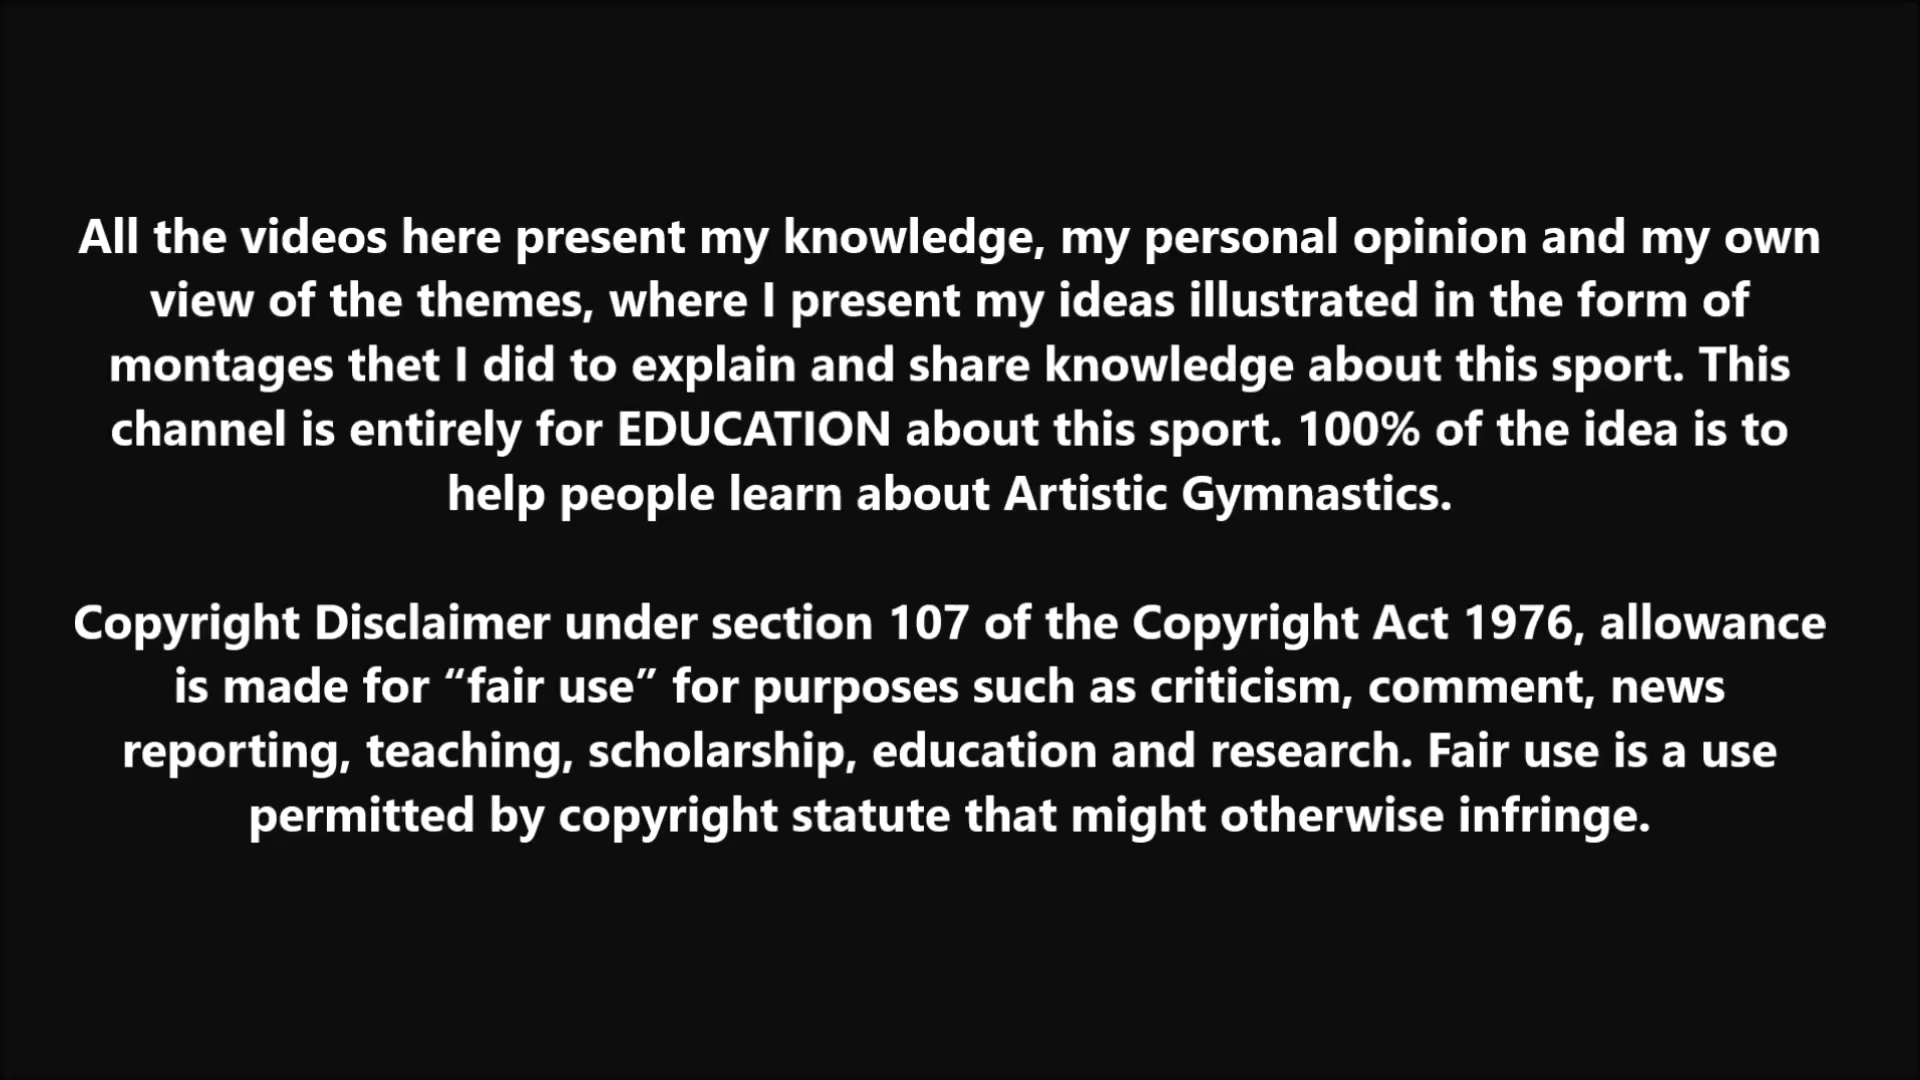 All the videos here present my knowledge, my personal opinion and my own
view of the themes, where I present my ideas illustrated in the form of
montages thet I did to explain and share knowledge about this sport. This
channel is entirely for EDUCATION about this sport. 100% of the idea is to
help people learn about Artistic Gymnastics.
Copyright Disclaimer under section 107 of the Copyright Act 1976, allowance
is made for “fair use” for purposes such as criticism, comment, news
reporting, teaching, scholarship, education and research. Fair use is a use
permitted by copyright statute that might otherwise infringe.